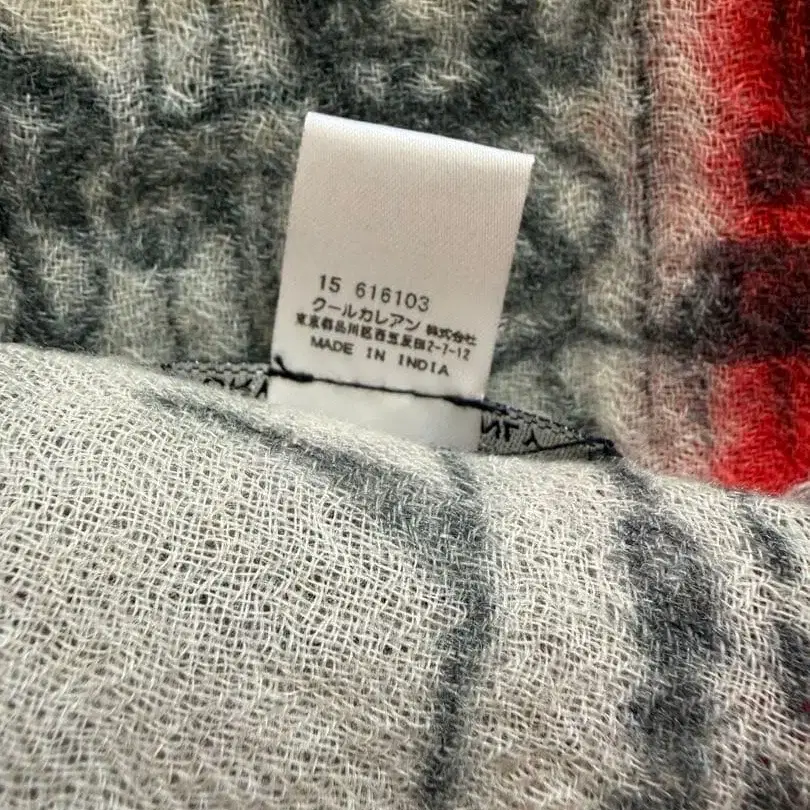 15 616103
クールカレアン 株式会社
東京都品川区西五反田2-7-12
MADE IN INDIA